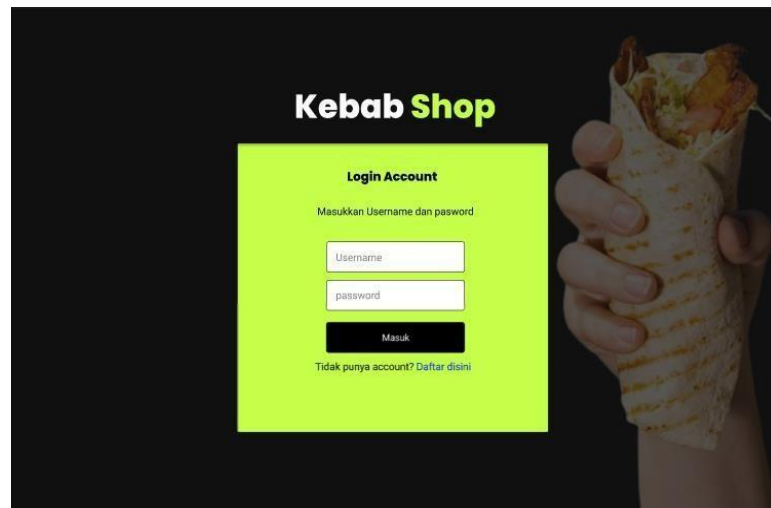 Kebab Shop
Login Account
Masukkan Username dan pasword
Username
password
Masuk
Tidak punya account? Daftar disini